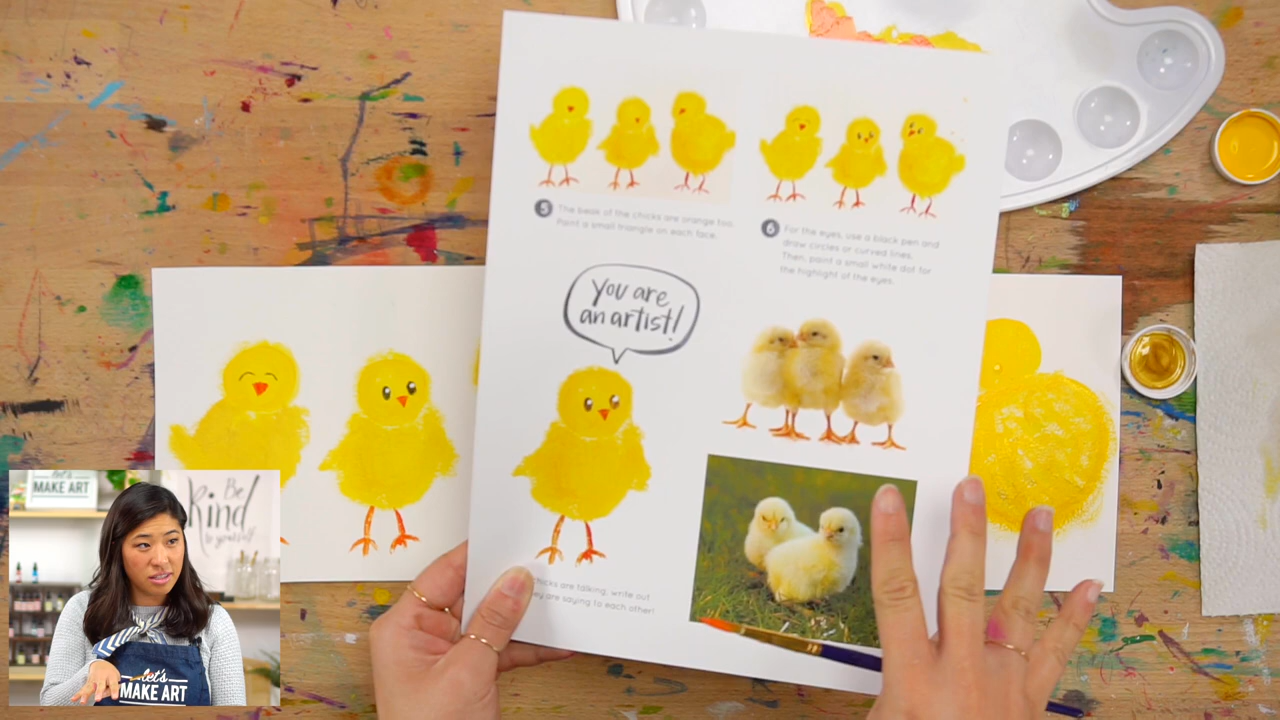 5 The beak of the chicks are orange too.
Paint a small triangle on each face.
6 For the eyes, use a black pen and
draw circles or curved lines.
Then, paint a small white dot for
the highlight of the eyes.
You are
an artist!
chicks are talking, write out
they are saying to each other!
let's
MAKE ART
Be
kind
to yourself
let's
MAKE ART